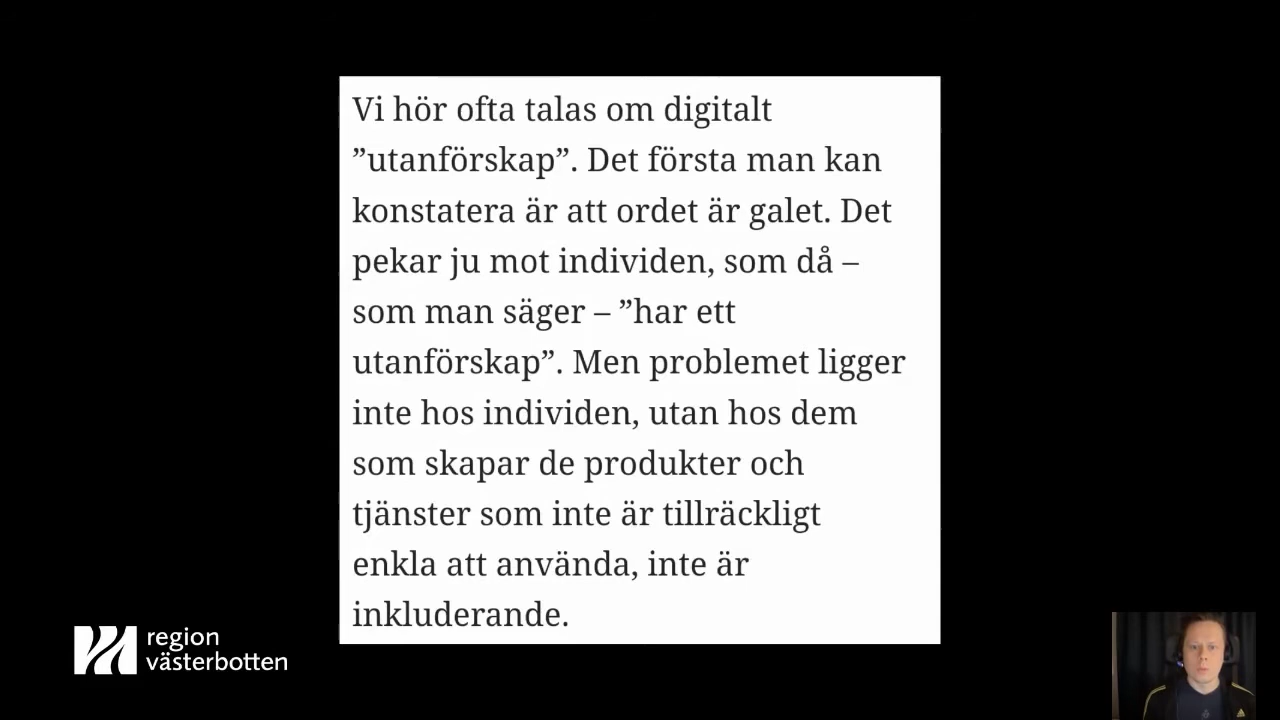 Vi hör ofta talas om digitalt
”utanförskap”. Det första man kan
konstatera är att ordet är galet. Det
pekar ju mot individen, som då –
som man säger – ”har ett
utanförskap”. Men problemet ligger
inte hos individen, utan hos dem
som skapar de produkter och
tjänster som inte är tillräckligt
enkla att använda, inte är
inkluderande.
region
västerbotten